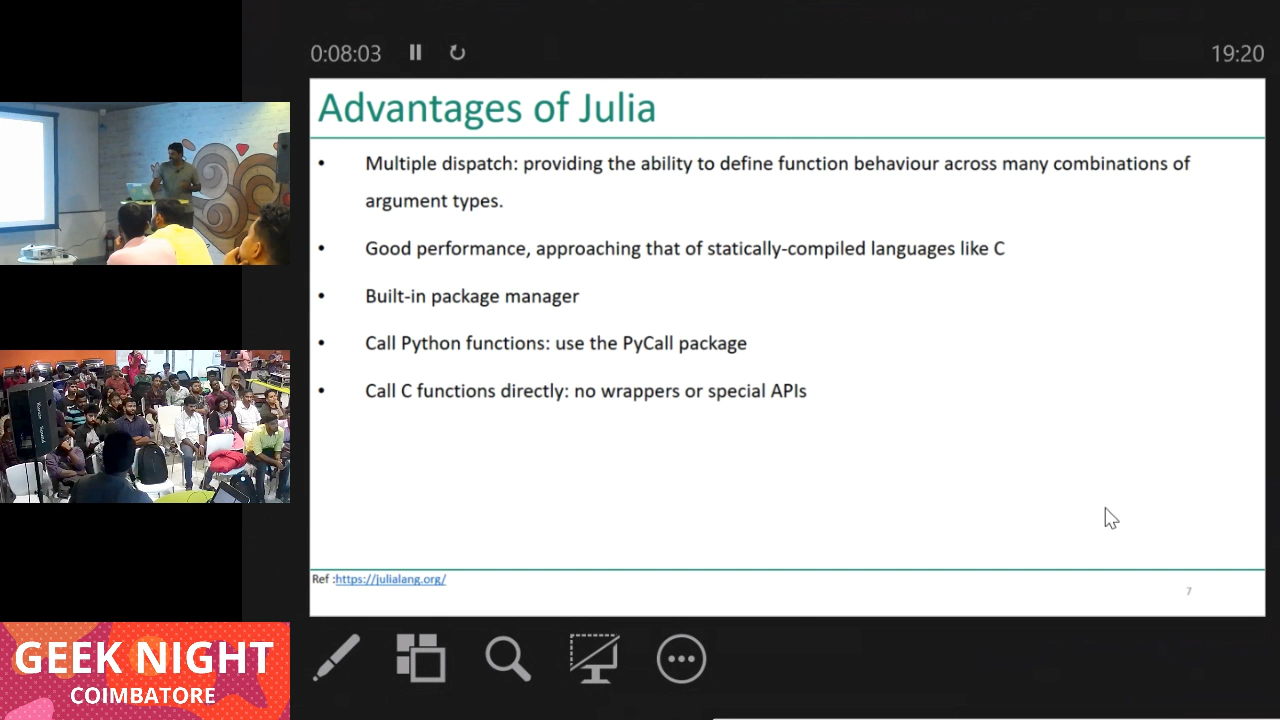 0:08:03
19:20
Advantages of Julia
• Multiple dispatch: providing the ability to define function behaviour across many combinations of
argument types.
• Good performance, approaching that of statically-compiled languages like C
• Built-in package manager
• Call Python functions: use the PyCall package
• Call C functions directly: no wrappers or special APIs
Ref :https://julialang.org/
7
GEEK NIGHT
COIMBATORE